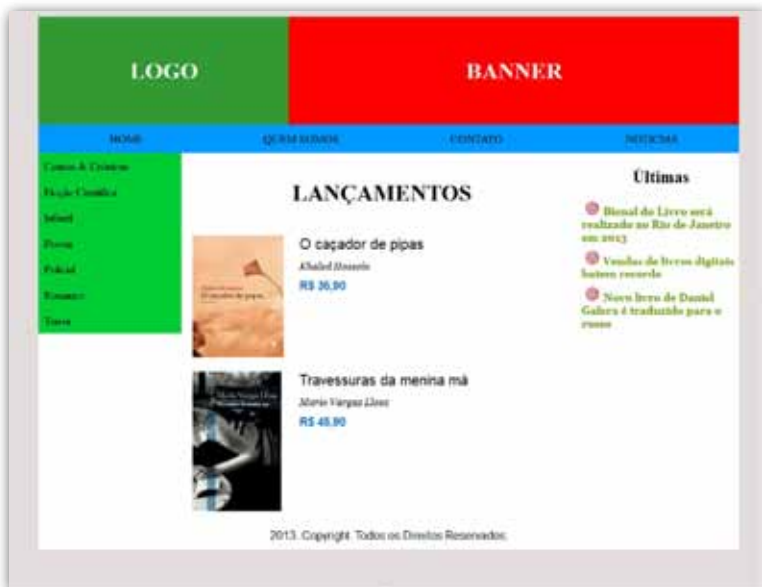 LOGO
BANNER
HOME
QUEM SOMOS
CONTATO
NOTICIAS
Contos & Crônicas
Ficção Científica
Infantil
Poesia
Policial
Romance
Terror
LANÇAMENTOS
O caçador de pipas
Khaled Hosseini
R$ 36,90
Travessuras da menina má
Mario Vargas Llosa
R$ 45,90
Últimas
Bienal do Livro será
realizado no Rio de Janeiro
em 2013
Vendas de livros digitais
batem recorde
Novo livro de Daniel
Galera é traduzido para o
russo
2013. Copyright. Todos os Direitos Reservados.